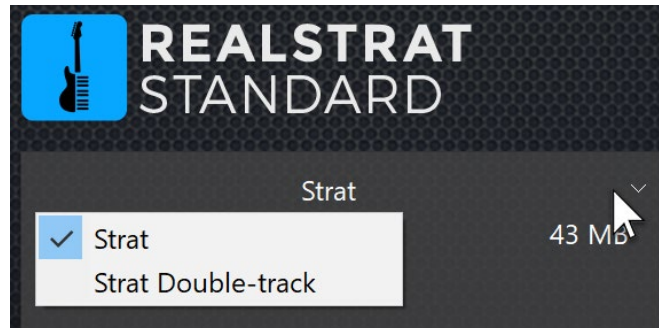 REALSTRAT
STANDARD
Strat
Strat
43 MB
Strat Double-track